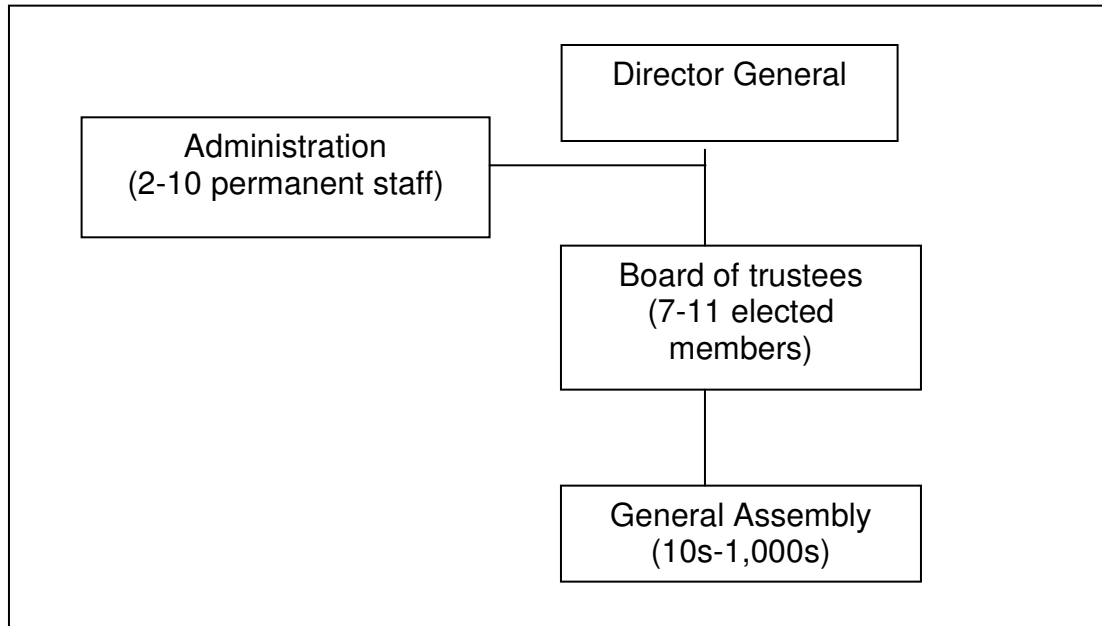 Director General
Administration
(2-10 permanent staff)
Board of trustees
(7-11 elected
members)
General Assembly
(10s-1,000s)